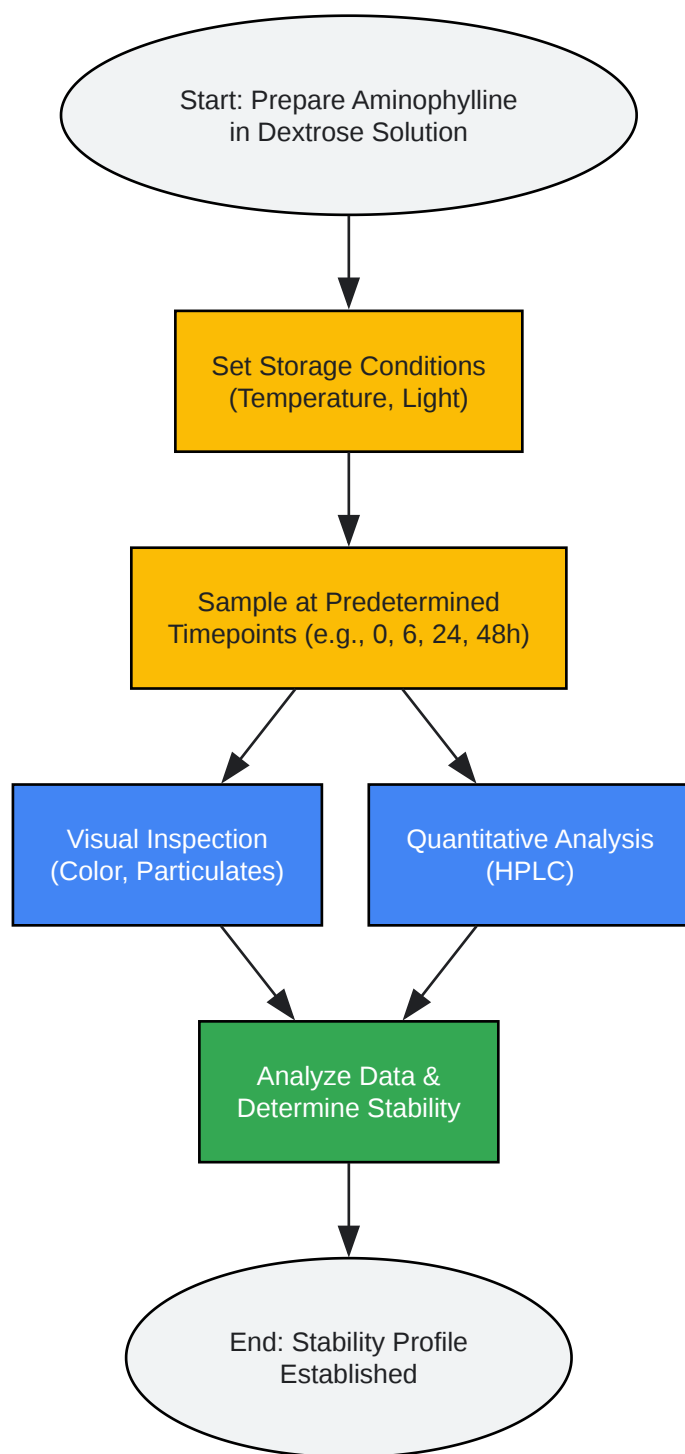 Start: Prepare Aminophylline
in Dextrose Solution
Set Storage Conditions
(Temperature, Light)
Sample at Predetermined
Timepoints (e.g., 0, 6, 24, 48h)
Visual Inspection
(Color, Particulates)
Quantitative Analysis
(HPLC)
Analyze Data &
Determine Stability
End: Stability Profile
Established